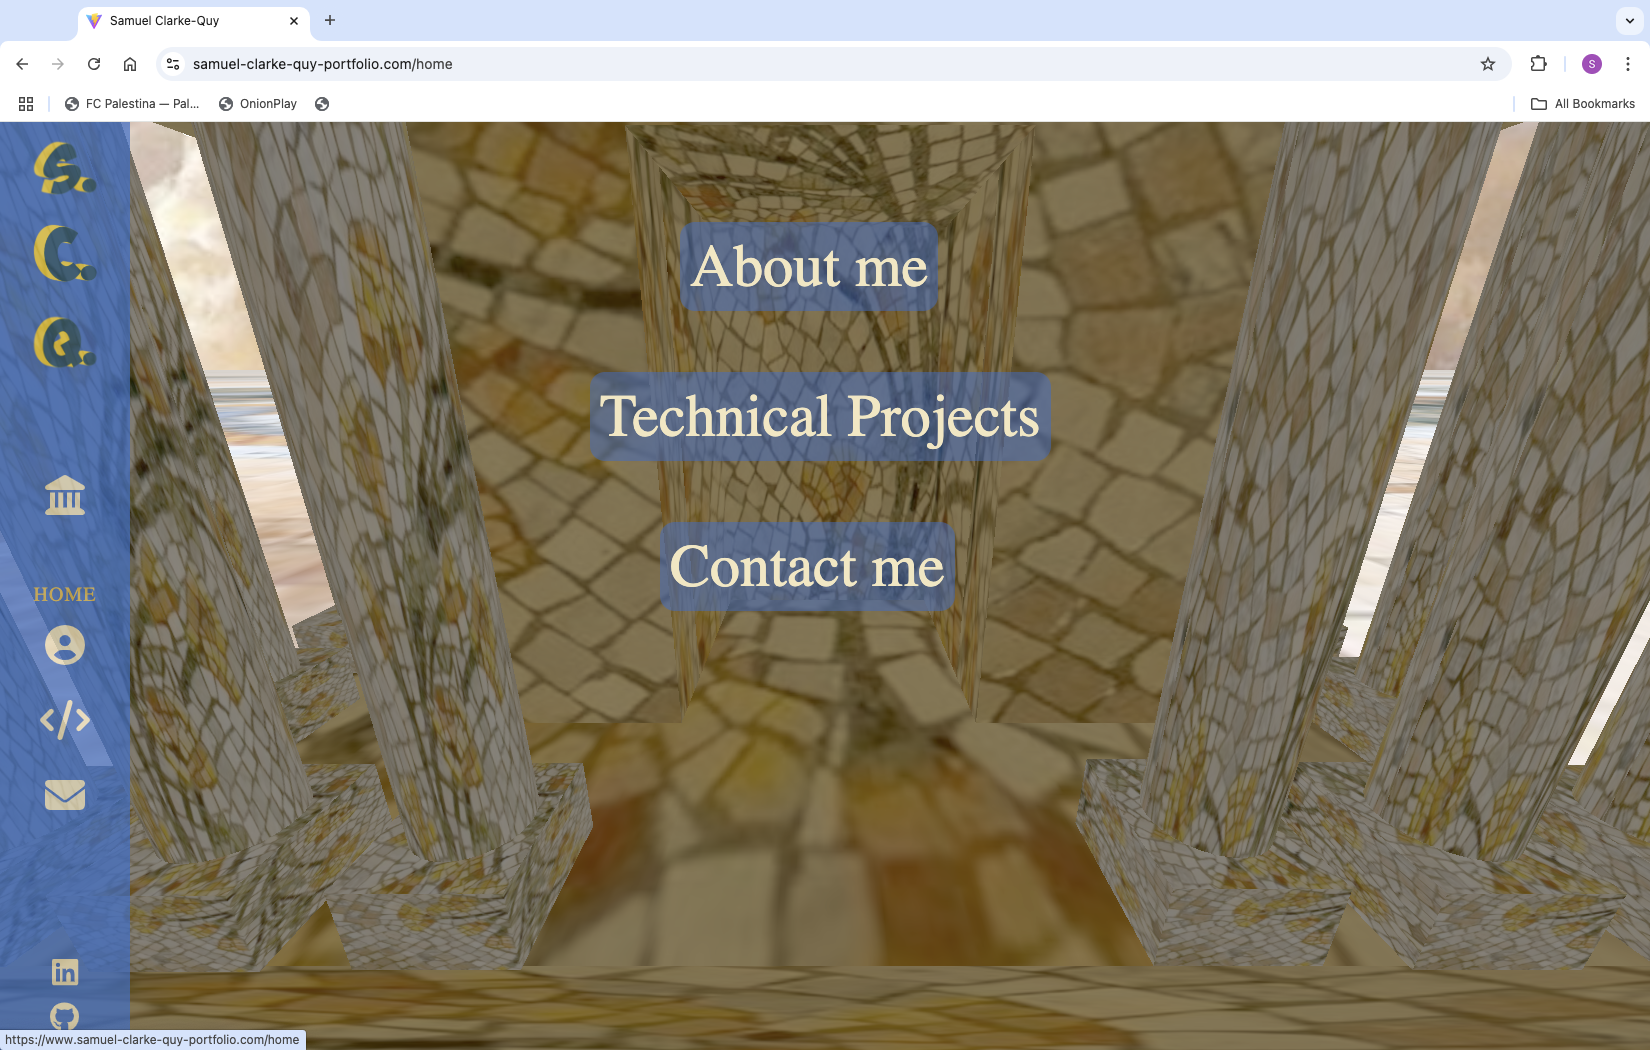 Samuel Clarke-Quy
samuel-clarke-quy-portfolio.com/home
S
FC Palestina — Pal...
OnionPlay
All Bookmarks
S.
C.
Q.
About me
Technical Projects
Contact me
HOME
</>
in
https://www.samuel-clarke-quy-portfolio.com/home